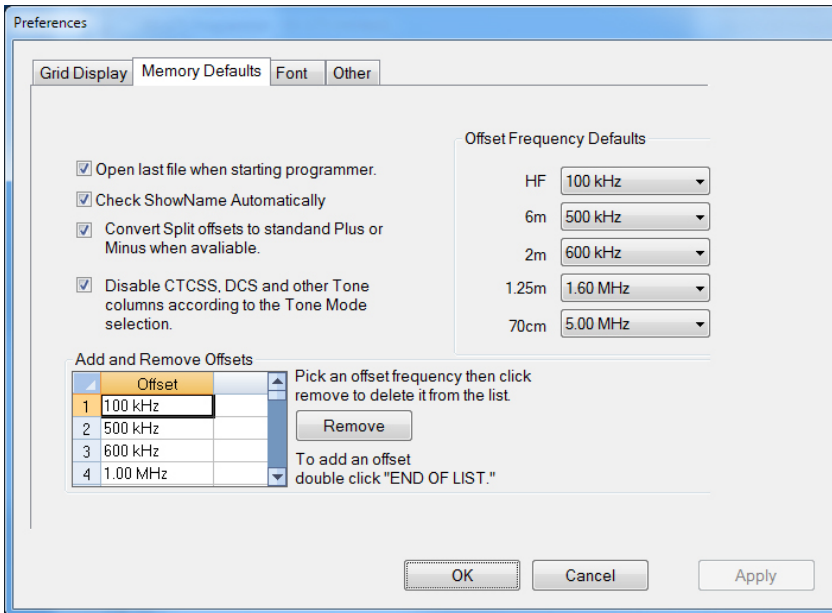 Preferences
Grid Display Memory Defaults Font Other
Open last file when starting programmer.
Check ShowName Automatically
Convert Split offsets to standand Plus or
Minus when avaliable.
Disable CTCSS, DCS and other Tone
columns according to the Tone Mode
selection.
Offset Frequency Defaults
HF 100 kHz
6m 500 kHz
2m 600 kHz
1.25m 1.60 MHz
70cm 5.00 MHz
Add and Remove Offsets
Offset
1 100 kHz
2 500 kHz
3 600 kHz
4 1.00 MHz
Pick an offset frequency then click
remove to delete it from the list.
Remove
To add an offset
double click "END OF LIST."
OK Cancel Apply